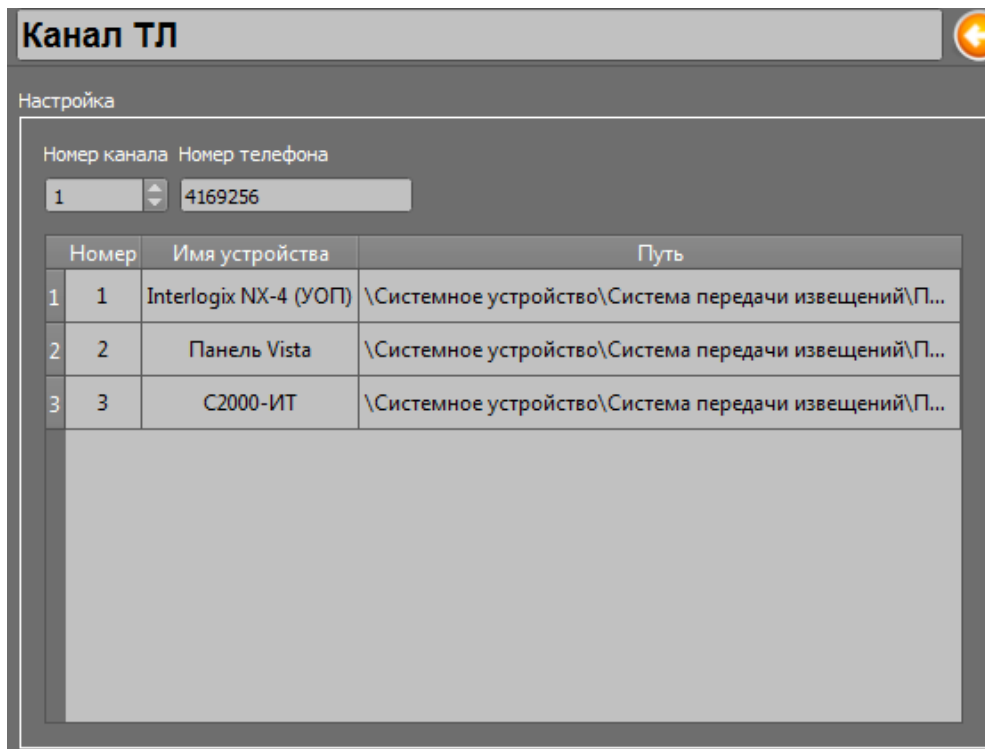 Канал ТЛ
Настройка
Номер канала Номер телефона
1 4169256
Номер Имя устройства Путь
1 1 Interlogix NX-4 (УОП) \Системное устройство\Система передачи извещений\П...
2 2 Панель Vista \Системное устройство\Система передачи извещений\П...
3 3 С2000-ИТ \Системное устройство\Система передачи извещений\П...